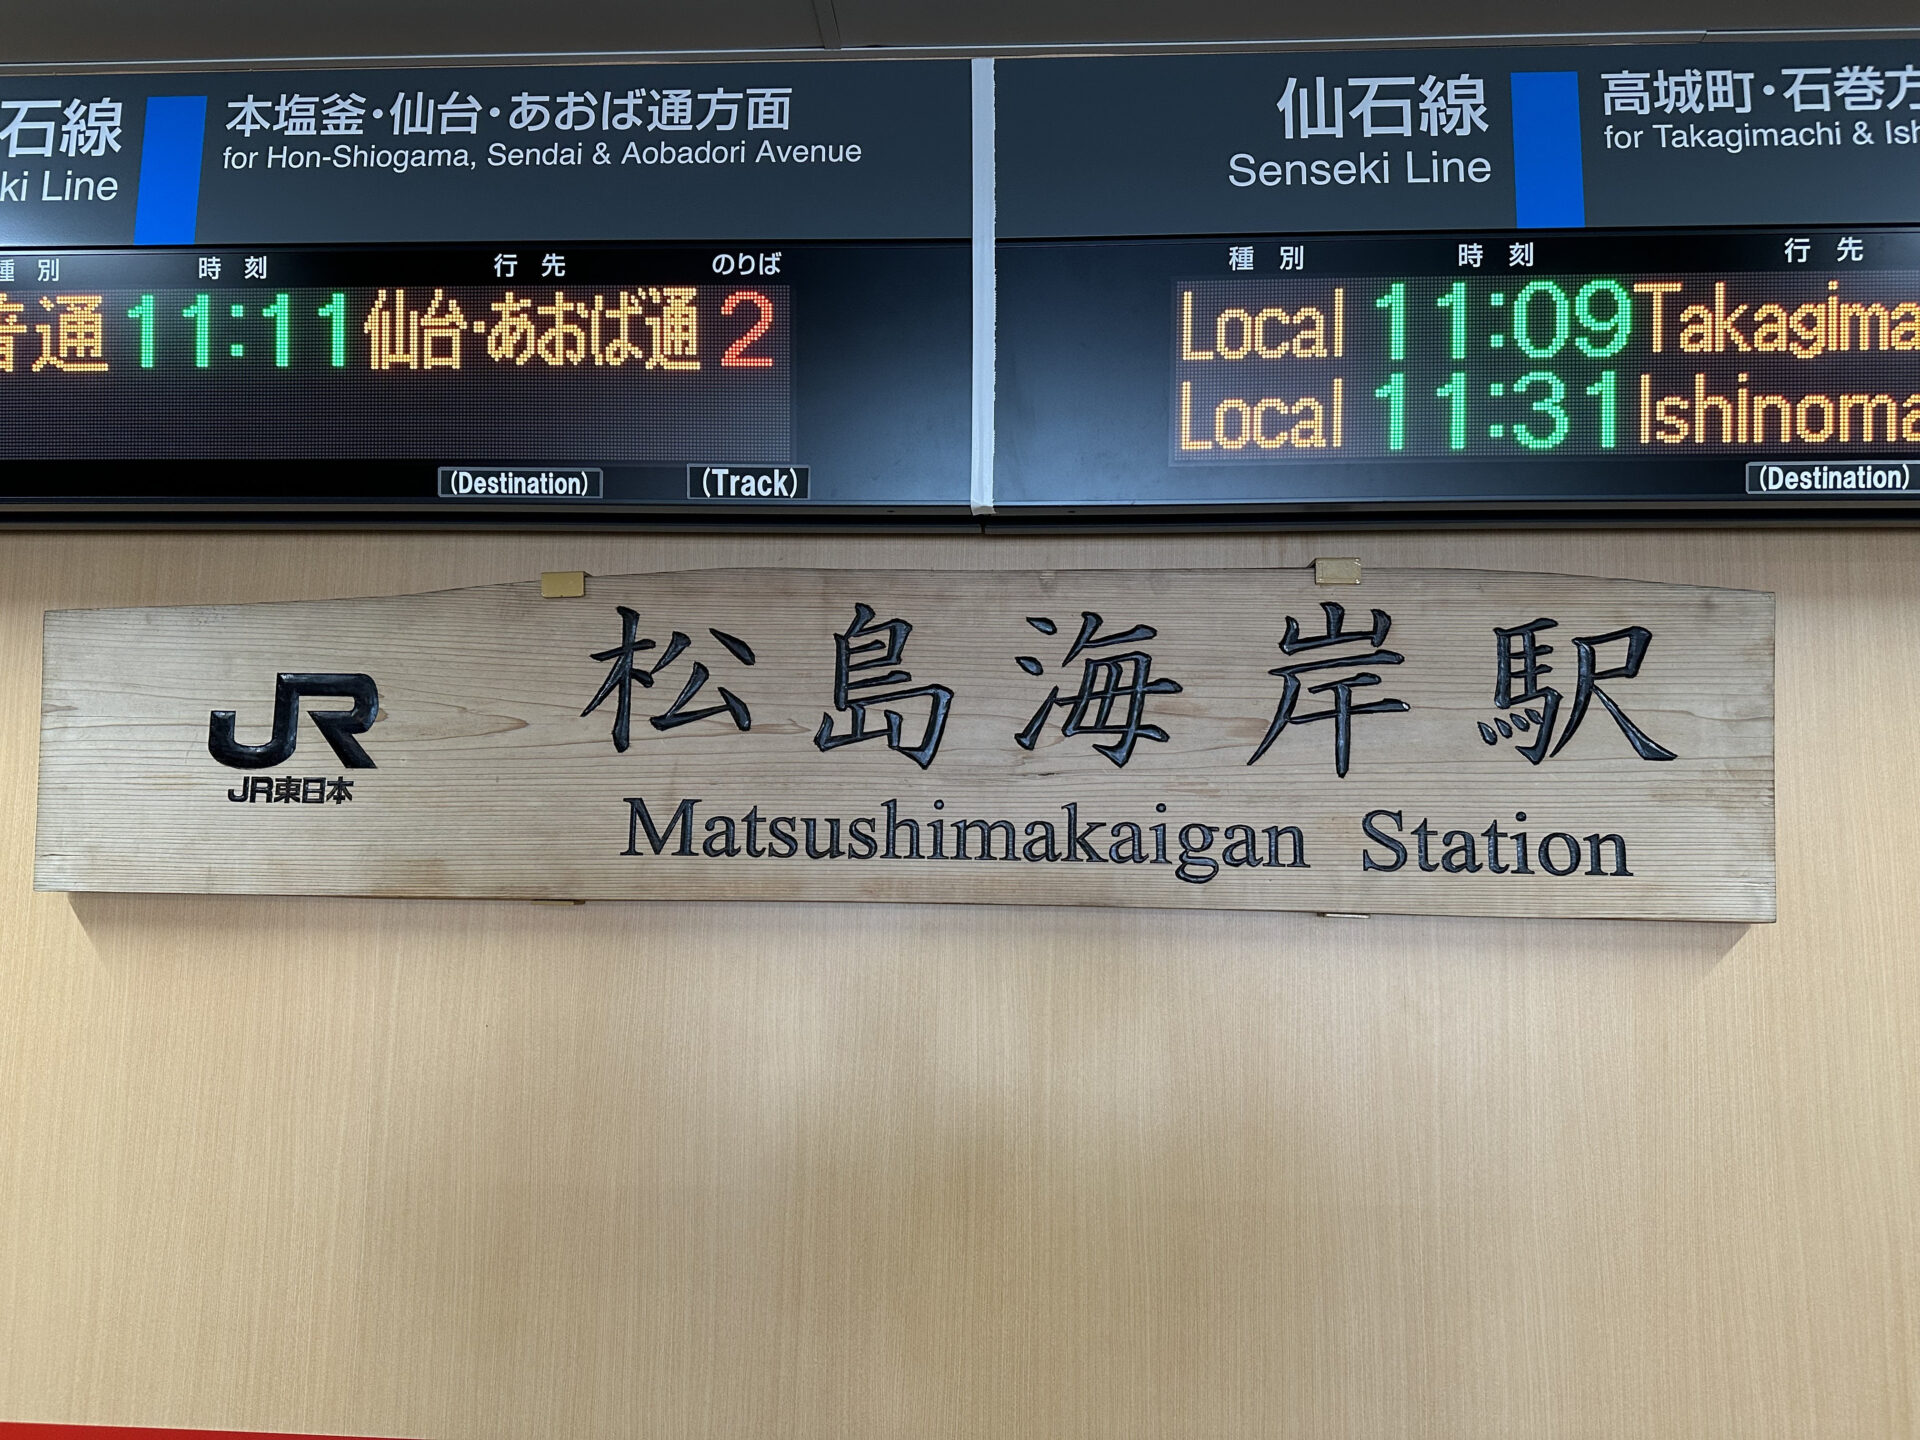 石線
ki Line
本塩釜・仙台・あおば通方面
for Hon-Shiogama, Sendai & Aobadori Avenue
種別 時刻 行先 のりば
普通 11:11 仙台・あおば通 2
(Destination) (Track)
仙石線
Senseki Line
高城町・石巻方
for Takagimachi & Ish
種別 時刻 行先
Local 11:09 Takagima
Local 11:31 Ishinoma
(Destination)
JR
JR東日本
松島海岸駅
Matsushimakaigan Station